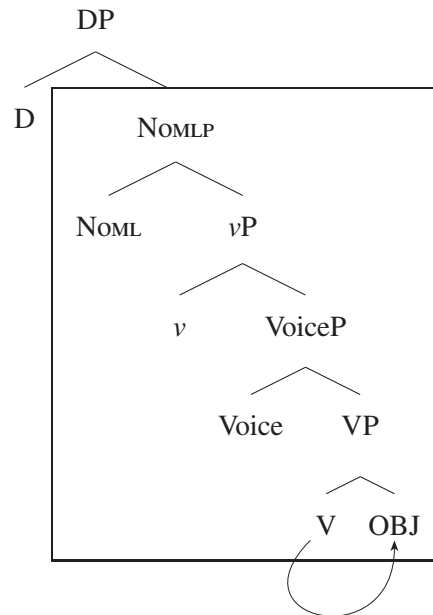 DP
D NOMLP
NOML vP
v VoiceP
Voice VP
V OBJ